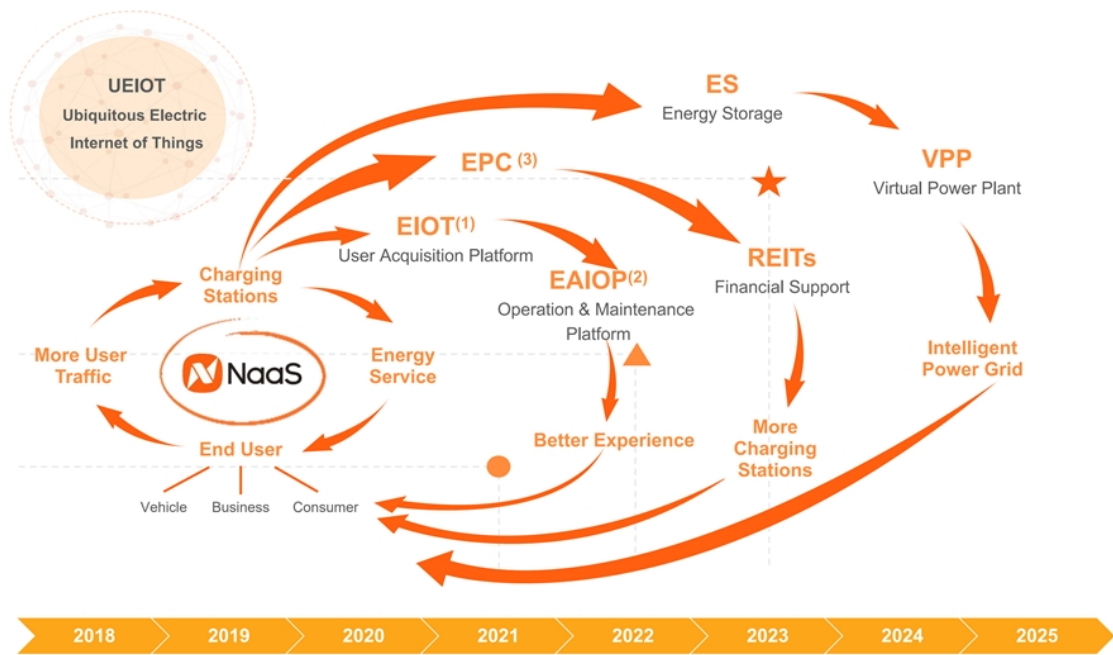 UEIOT
Ubiquitous Electric
Internet of Things
ES
Energy Storage
EPC (3)
VPP
Virtual Power Plant
EIOT(1)
User Acquisition Platform
REITs
Financial Support
EAIOP(2)
Operation & Maintenance
Platform
Charging
Stations
More User
Traffic
NaaS
Energy
Service
Intelligent
Power Grid
End User
Better Experience
More
Charging
Stations
Vehicle
Business
Consumer
2018
2019
2020
2021
2022
2023
2024
2025